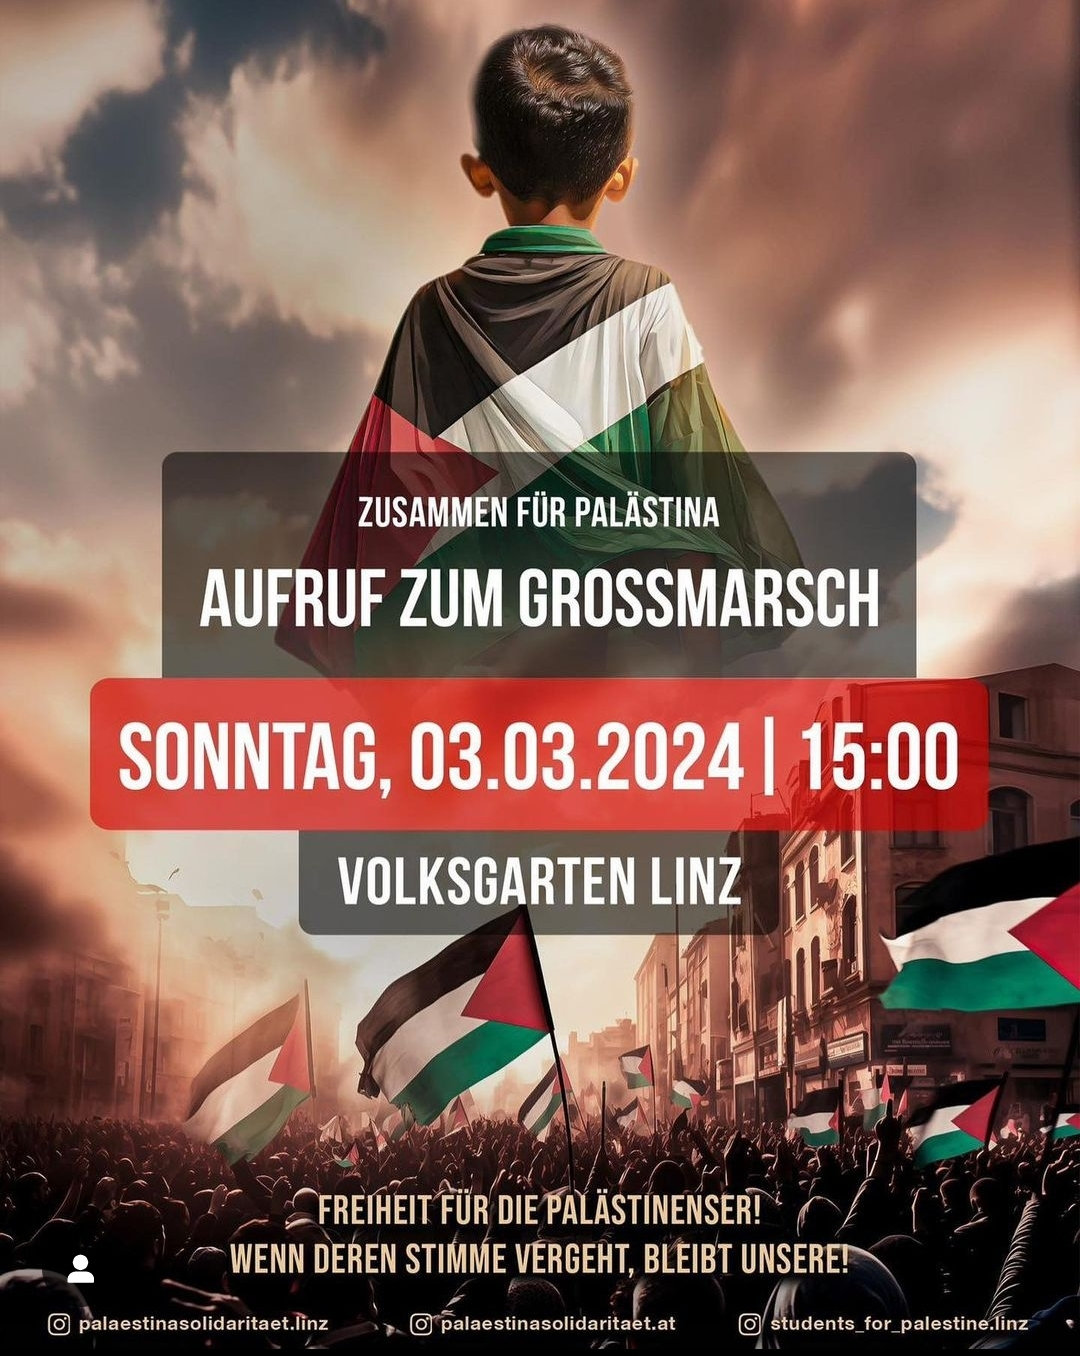 ZUSAMMEN FÜR PALÄSTINA
AUFRUF ZUM GROSSMARSCH
SONNTAG, 03.03.2024 | 15:00
VOLKSGARTEN LINZ
FREIHEIT FÜR DIE PALÄSTINENSER!
WENN DEREN STIMME VERGEHT, BLEIBT UNSERE!
palaestinasolidaritaet.linz palaestinasolidaritaet.at students_for_palestine.linz